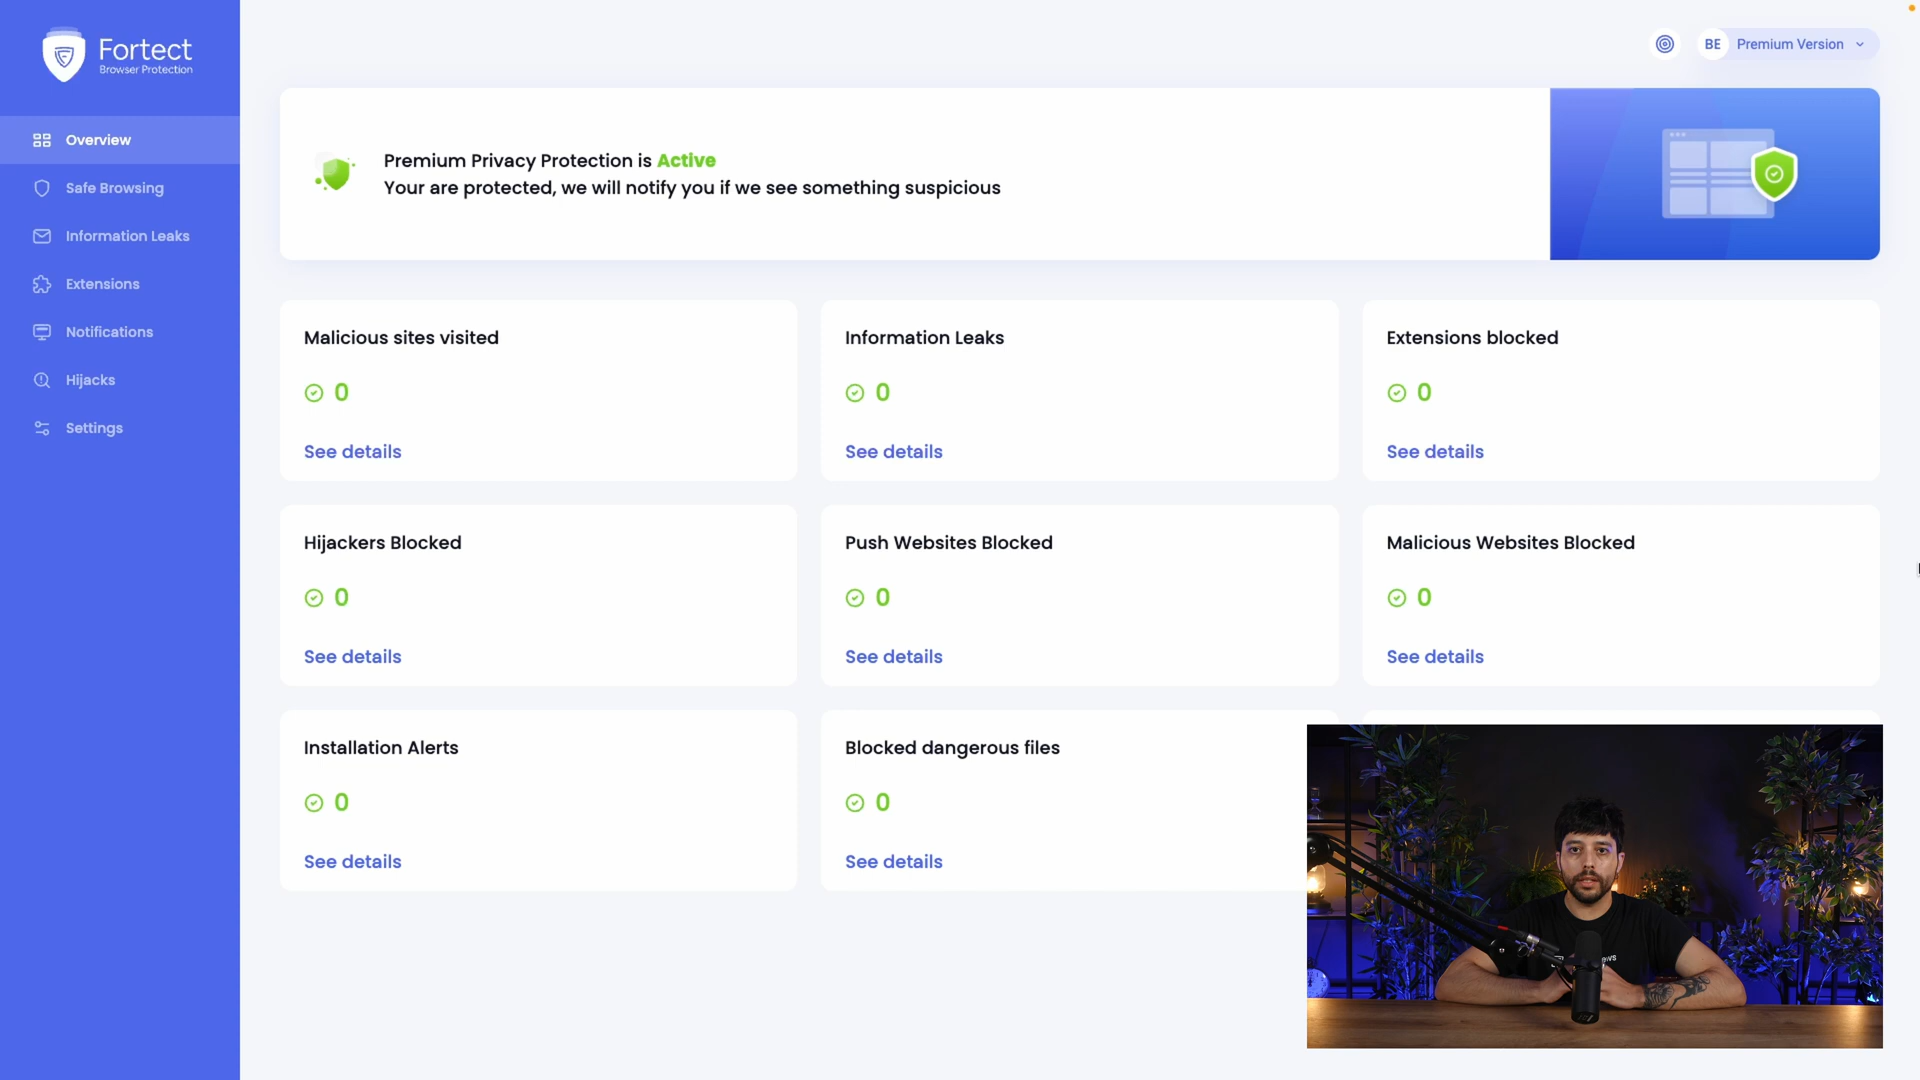 Fortect
Browser Protection
Overview
Safe Browsing
Information Leaks
Extensions
Notifications
Hijacks
Settings
BE Premium Version
Premium Privacy Protection is Active
Your are protected, we will notify you if we see something suspicious
Malicious sites visited
0
See details
Information Leaks
0
See details
Extensions blocked
0
See details
Hijackers Blocked
0
See details
Push Websites Blocked
0
See details
Malicious Websites Blocked
0
See details
Installation Alerts
0
See details
Blocked dangerous files
0
See details